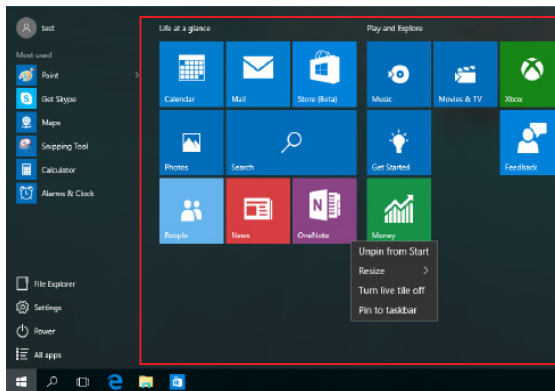 test
Most used
Paint
Get Skype
Maps
Snipping Tool
Calculator
Alarms & Clock
File Explorer
Settings
Power
All apps
Life at a glance
Calendar
Mail
Store (Beta)
Photos
Search
People
News
OneNote
Play and Explore
Music
Movies & TV
Xbox
Get Started
Feedback
Money
Unpin from Start
Resize
Turn live tile off
Pin to taskbar